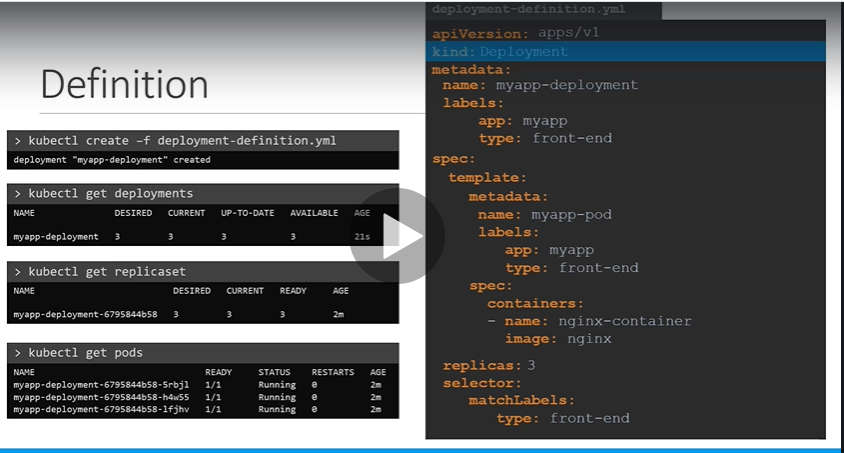 Definition
> kubectl create –f deployment-definition.yml
deployment "myapp-deployment" created
> kubectl get deployments
NAME DESIRED CURRENT UP-TO-DATE AVAILABLE AGE
myapp-deployment 3 3 3 3 21s
> kubectl get replicaset
NAME DESIRED CURRENT READY AGE
myapp-deployment-6795844b58 3 3 3 2m
> kubectl get pods
NAME READY STATUS RESTARTS AGE
myapp-deployment-6795844b58-5rbjl 1/1 Running 0 2m
myapp-deployment-6795844b58-h4w55 1/1 Running 0 2m
myapp-deployment-6795844b58-lfjhv 1/1 Running 0 2m
deployment-definition.yml
apiVersion: apps/v1
kind: Deployment
metadata:
name: myapp-deployment
labels:
app: myapp
type: front-end
spec:
template:
metadata:
name: myapp-pod
labels:
app: myapp
type: front-end
spec:
containers:
- name: nginx-container
image: nginx
replicas: 3
selector:
matchLabels:
type: front-end